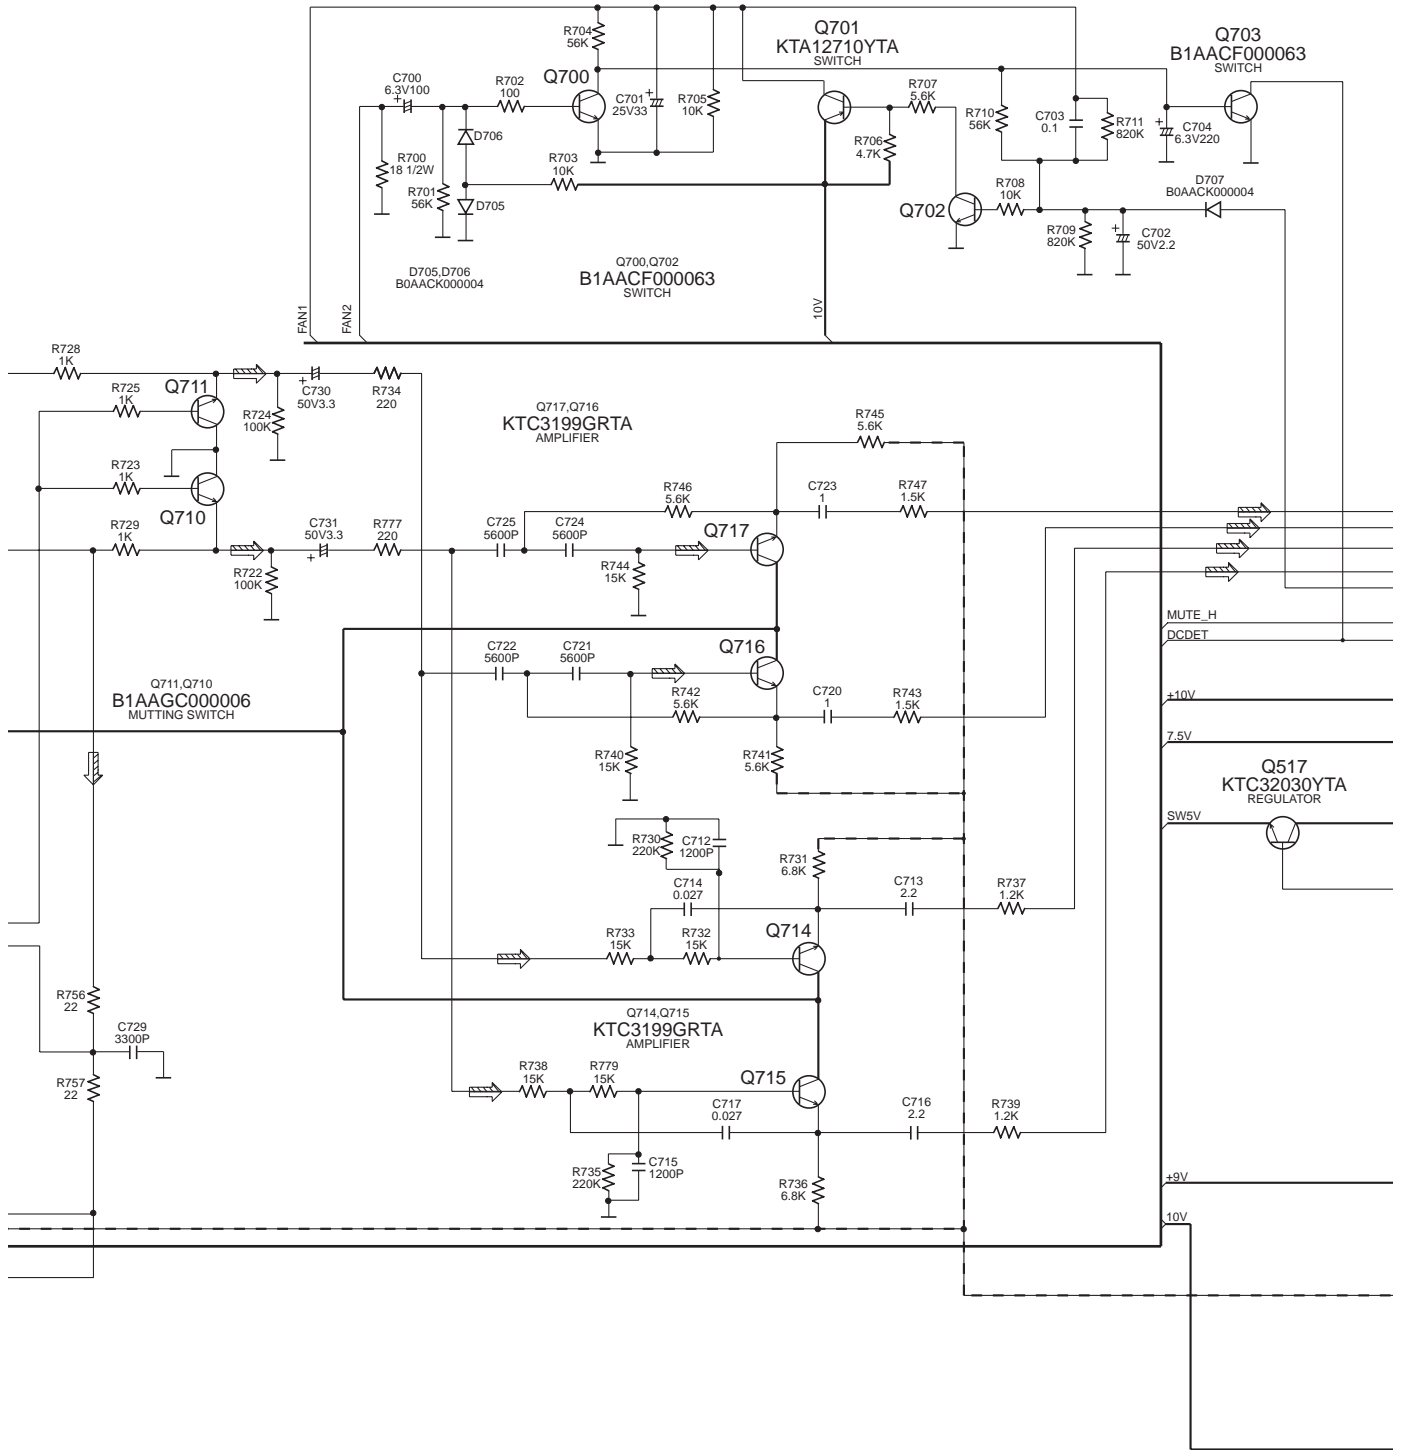 R704
56K
Q701
KTA12710YTA
SWITCH
Q703
B1AACF000063
SWITCH
C700
6.3V100
+
R702
100
Q700
C701
25V33
+
R705
10K
R707
5.6K
R710
56K
C703
0.1
R711
820K
+
C704
6.3V220
D706
R700
18 1/2W
R701
56K
R703
10K
R706
4.7K
D705
Q702
R708
10K
D707
B0AACK000004
R709
820K
+
C702
50V2.2
D705,D706
B0AACK000004
Q700,Q702
B1AACF000063
SWITCH
FAN1
FAN2
10V
R728
1K
R725
1K
Q711
R724
100K
+
C730
50V3.3
R734
220
Q717,Q716
KTC3199GRTA
AMPLIFIER
R745
5.6K
R723
1K
Q710
R729
1K
R722
100K
C731
50V3.3
+
R777
220
C725
5600P
C724
5600P
R746
5.6K
Q717
C723
1
R747
1.5K
R744
15K
MUTE_H
DCDET
C722
5600P
C721
5600P
Q716
R742
5.6K
C720
1
R743
1.5K
Q711,Q710
B1AAGC000006
MUTTING SWITCH
+10V
7.5V
R740
15K
R741
5.6K
Q517
KTC32030YTA
REGULATOR
SW5V
R730
220K
C712
1200P
R731
6.8K
C714
0.027
C713
2.2
R737
1.2K
R733
15K
R732
15K
Q714
R756
22
C729
3300P
R757
22
Q714,Q715
KTC3199GRTA
AMPLIFIER
R738
15K
R779
15K
Q715
C717
0.027
C716
2.2
R739
1.2K
R735
220K
C715
1200P
R736
6.8K
+9V
10V